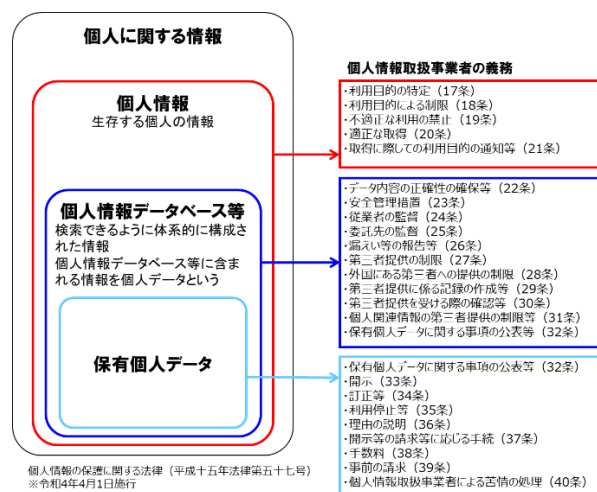 個人に関する情報
個人情報
生存する個人の情報
個人情報データベース等
検索できるように体系的に構成さ
れた情報
個人情報データベース等に含ま
れる情報を個人データという
保有個人データ
個人情報の保護に関する法律（平成十五年法律第五十七号）
※令和4年4月1日施行
個人情報取扱事業者の義務
・利用目的の特定（17条）
・利用目的による制限（18条）
・不適正な利用の禁止（19条）
・適正な取得（20条）
・取得に際しての利用目的の通知等（21条）
・データ内容の正確性の確保等（22条）
・安全管理措置（23条）
・従業者の監督（24条）
・委託先の監督（25条）
・漏えい等の報告等（26条）
・第三者提供の制限（27条）
・外国にある第三者への提供の制限（28条）
・第三者提供に係る記録の作成等（29条）
・第三者提供を受ける際の確認等（30条）
・個人関連情報の第三者提供の制限等（31条）
・保有個人データに関する事項の公表等（32条）
・保有個人データに関する事項の公表等（32条）
・開示（33条）
・訂正等（34条）
・利用停止等（35条）
・理由の説明（36条）
・開示等の請求等に応じる手続（37条）
・手数料（38条）
・事前の請求（39条）
・個人情報取扱事業者による苦情の処理（40条）